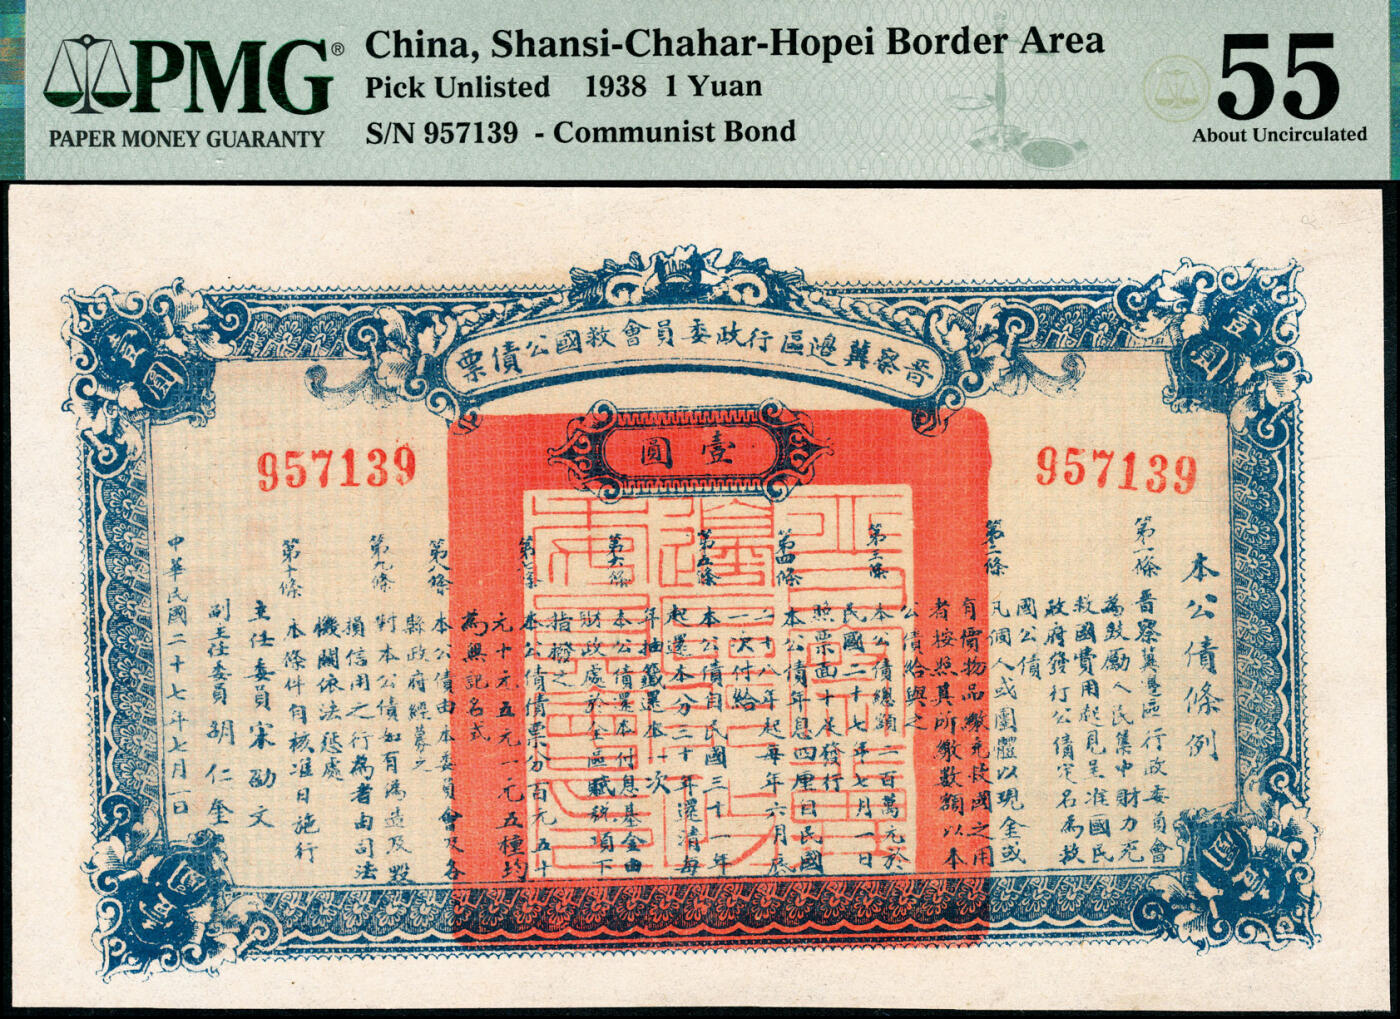 PMG®
PAPER MONEY GUARANTY
China, Shansi-Chahar-Hopei Border Area
Pick Unlisted 1938 1 Yuan
S/N 957139 - Communist Bond
55
About Uncirculated
晉察冀邊區行政委員會救國公債票
壹圓
壹圓
壹圓
957139
957139
本公債條例
第一條 晉察冀邊區行政委員會
為鼓勵人民集中財力充
救國費用起見呈准國民
政府發行公債定名為救
國公債
第二條 凡個人或團體以現金或
有價物品繳充救國之用
者按照其所繳數額以本
公債給與之
第三條 本公債總額二百萬元於
民國二十七年七月一日
照票面十足發行
第四條 本公債年息四厘自民國
二十八年起每年六月底
一次付給
第五條 本公債自民國三十一年
起還本分三十年還清每
年抽籤還本一次
第六條 本公債還本付息基金由
財政處於全區賦稅項下
指撥之
第七條 本公債債票分百元五十
元十元五元一元五種均
為無記名式
第八條 本公債由本委員會及各
縣政府經募之
第九條 對本公債如有偽造及毀
損信用之行為者由司法
機關依法懲處
第十條 本條件自核准日施行
主任委員宋劭文
副主任委員胡仁奎
中華民國二十七年七月一日
壹圓
壹圓